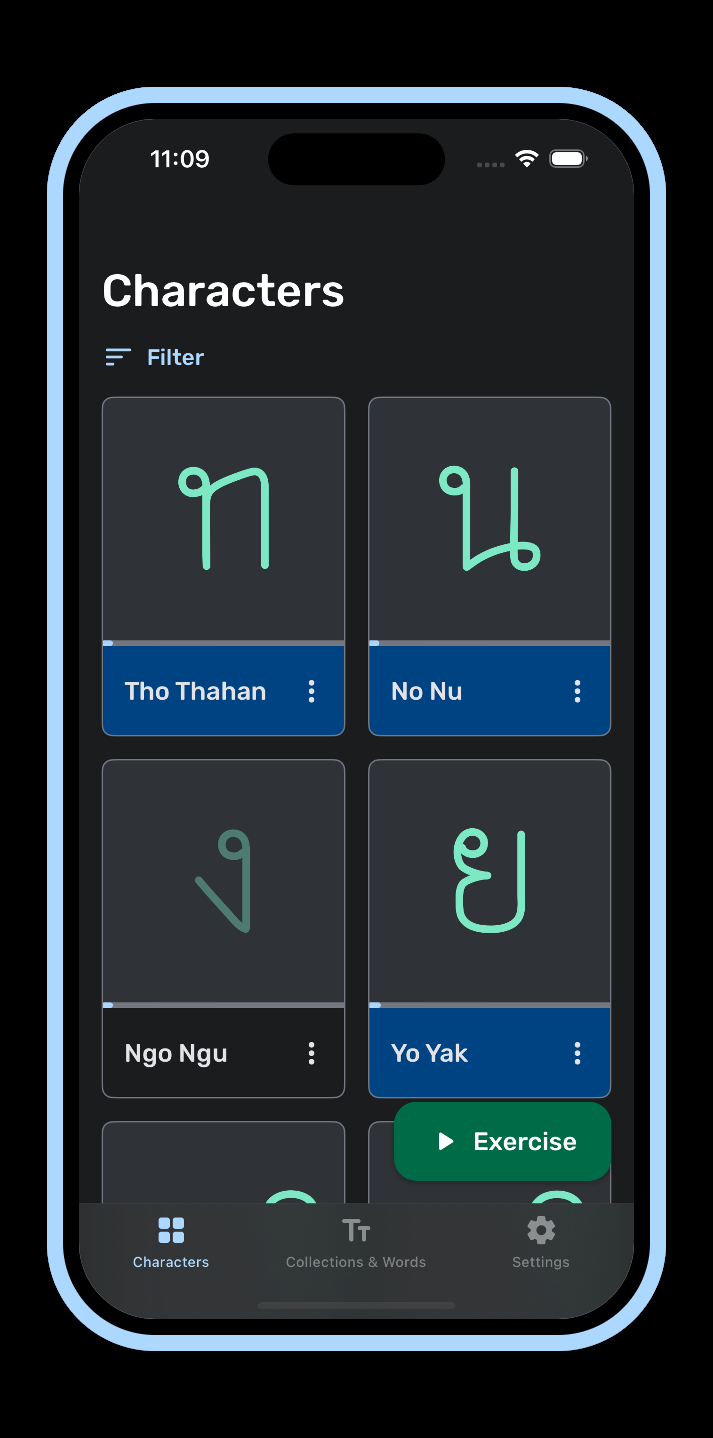 11:09
Characters
Filter
ท น
Tho Thahan No Nu
ง ย
Ngo Ngu Yo Yak
Exercise
Characters Collections & Words Settings